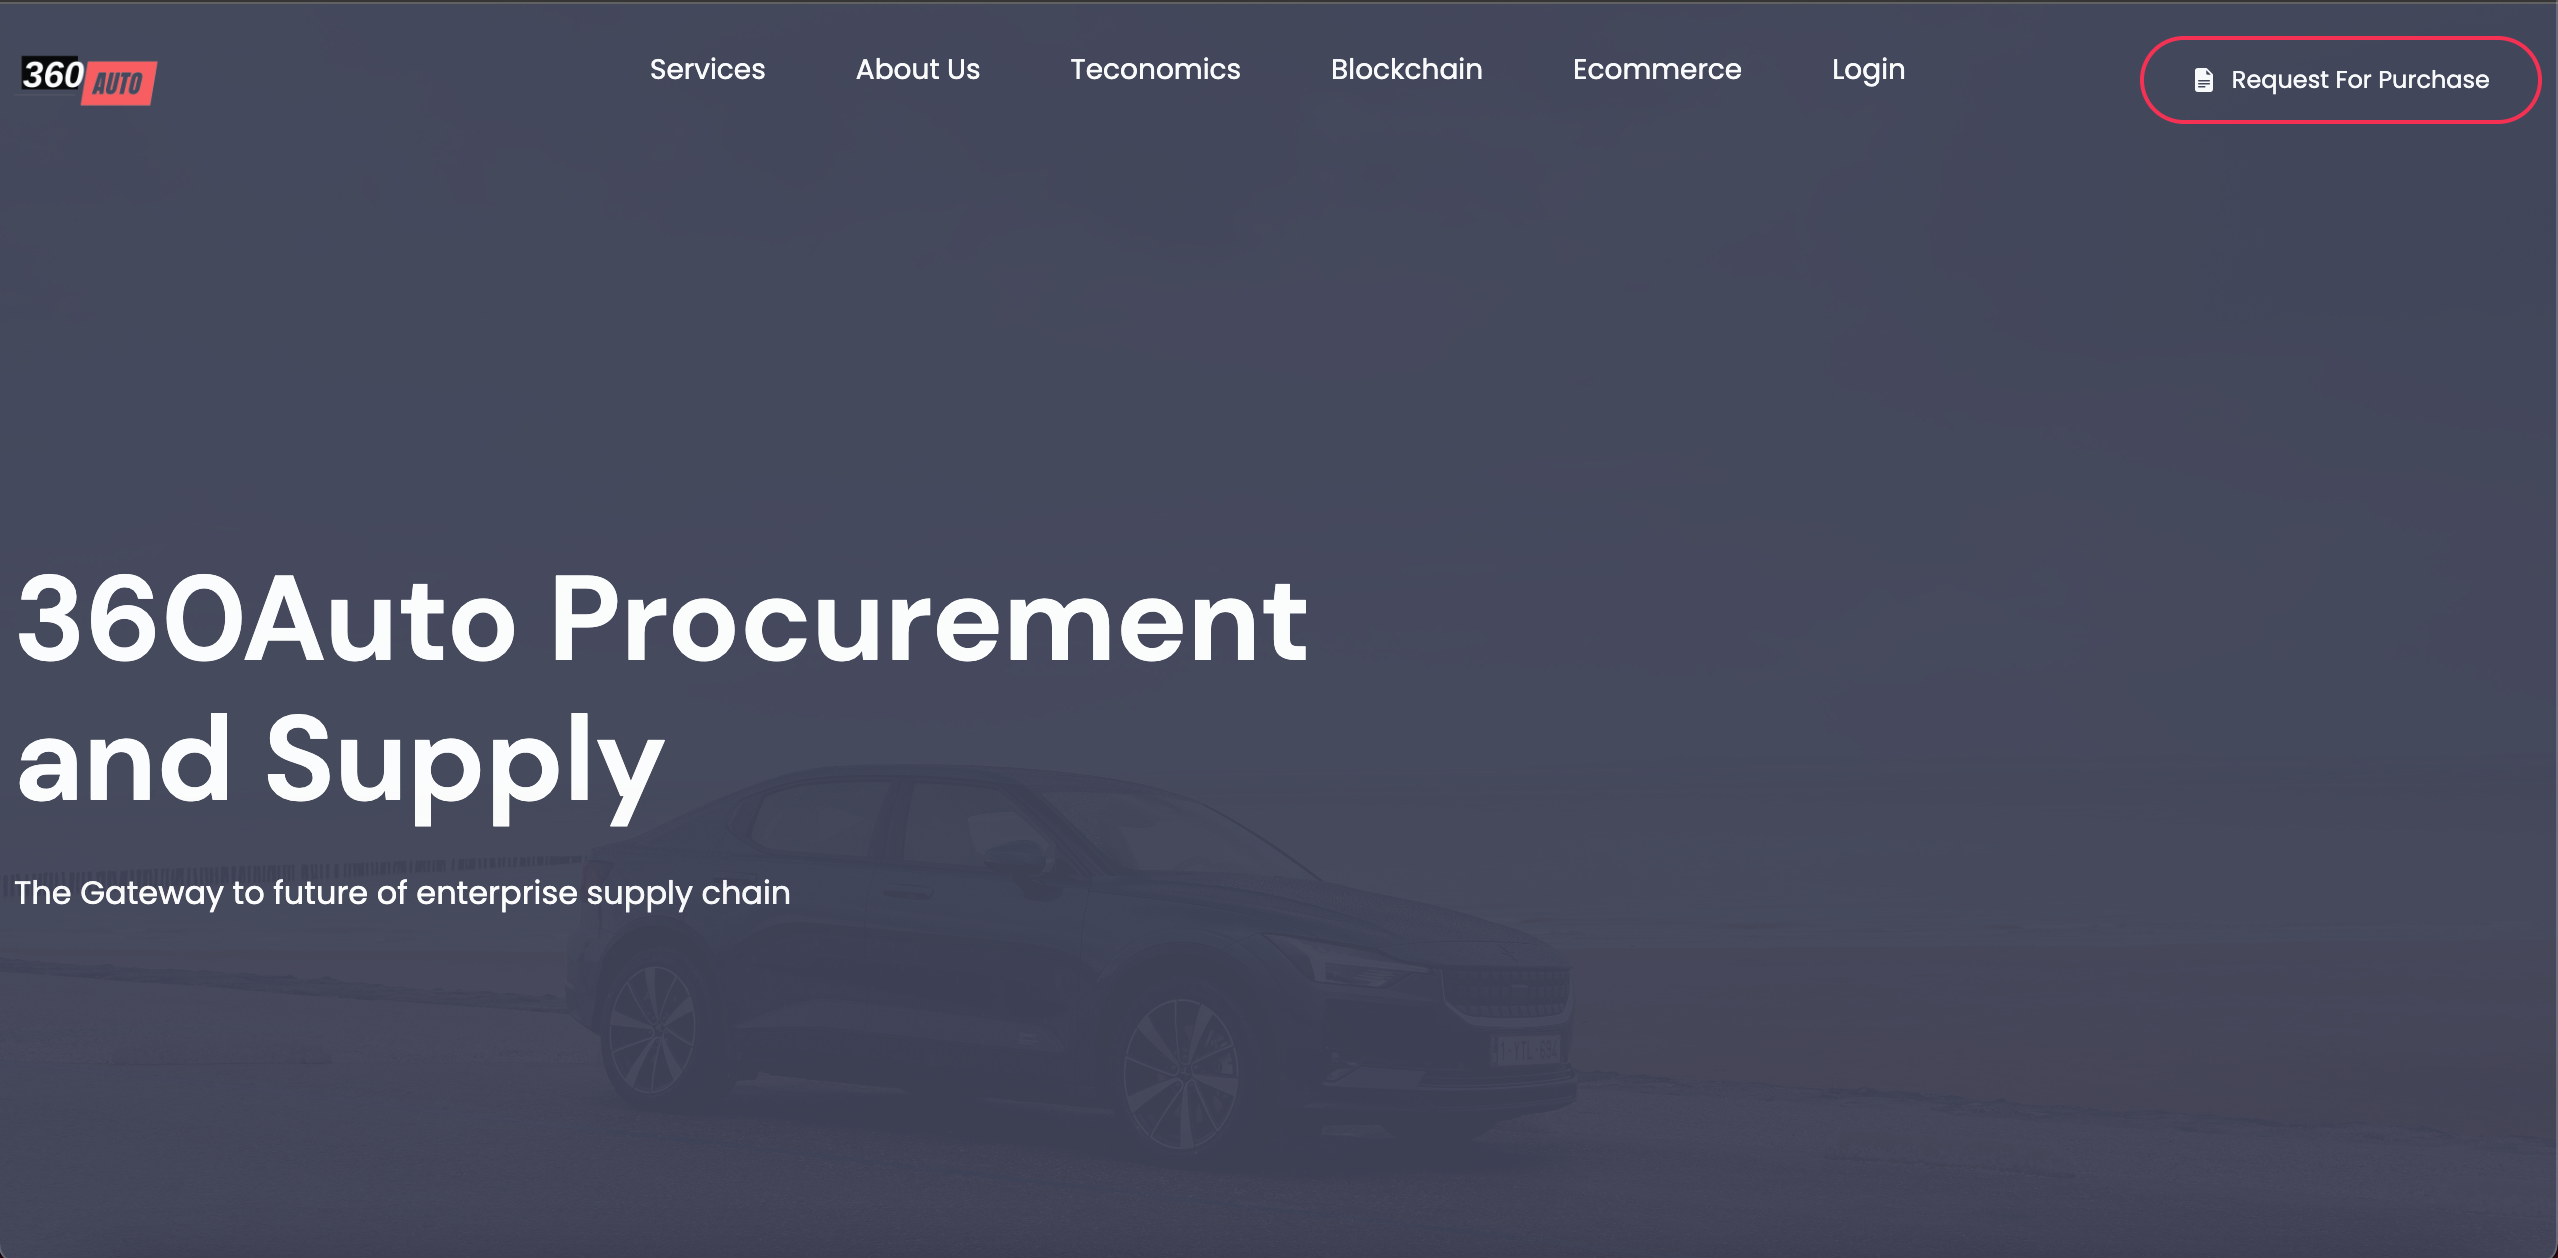 360 AUTO
Services About Us Teconomics Blockchain Ecommerce Login
Request For Purchase
360Auto Procurement
and Supply
The Gateway to future of enterprise supply chain